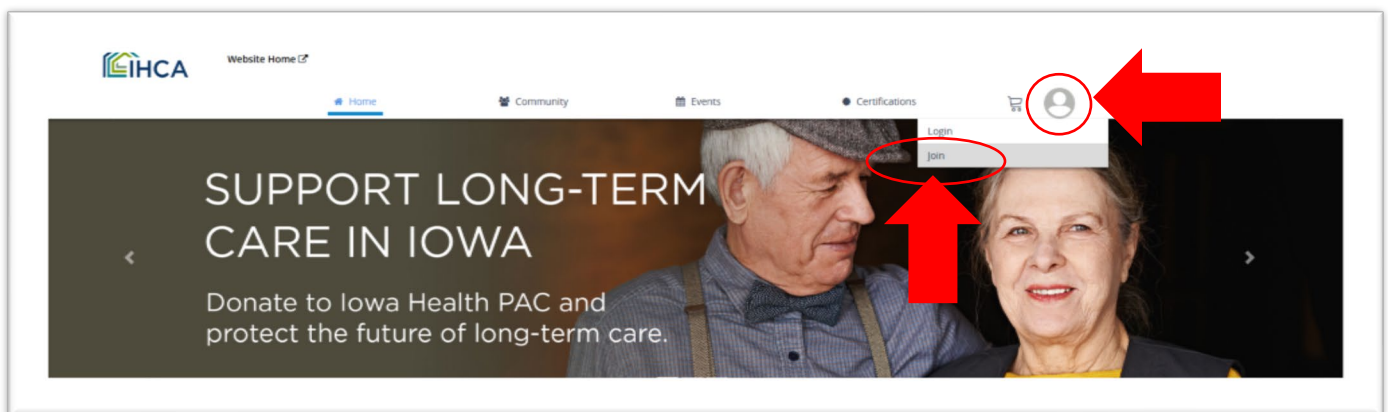 IHCA
Website Home
Home
Community
Events
Certifications
Login
Join
SUPPORT LONG-TERM
CARE IN IOWA
Donate to Iowa Health PAC and
protect the future of long-term care.